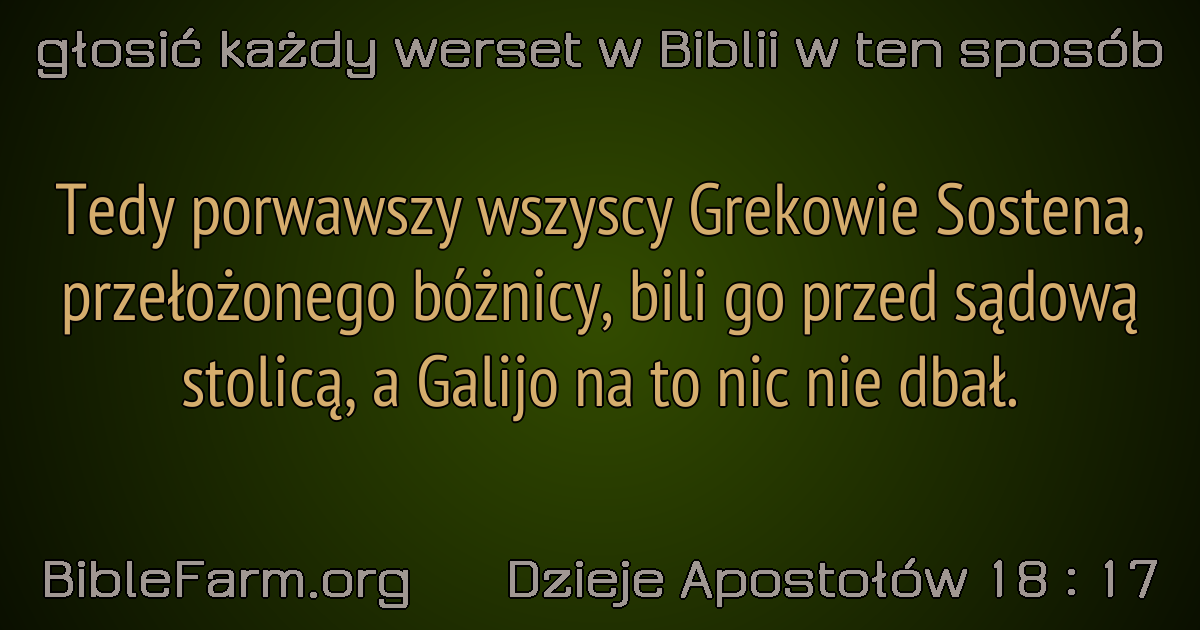 głosić każdy werset w Biblii w ten sposób
Tedy porwawszy wszyscy Grekowie Sostena,
przełożonego bóżnicy, bili go przed sądową
stolicą, a Galijo na to nic nie dbał.
BibleFarm.org Dzieje Apostołów 18 : 17